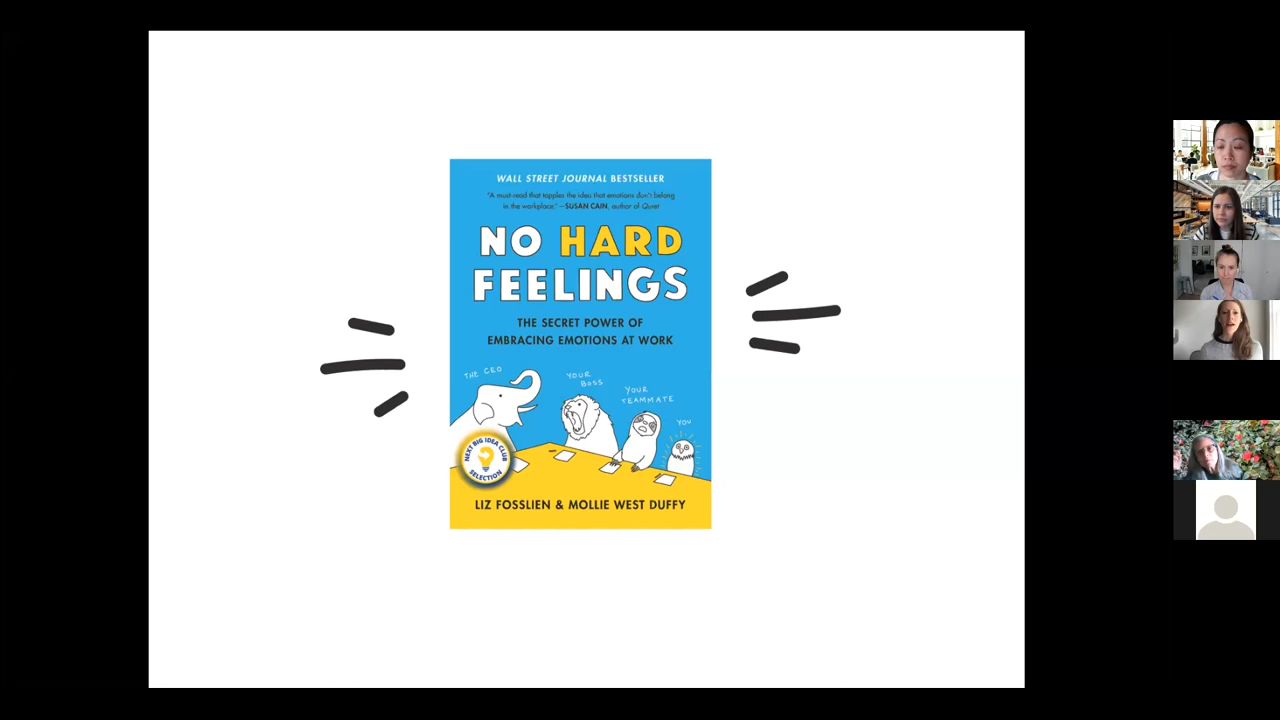 WALL STREET JOURNAL BESTSELLER
"A must-read that topples the idea that emotions don't belong
in the workplace." —SUSAN CAIN, author of Quiet
NO HARD
FEELINGS
THE SECRET POWER OF
EMBRACING EMOTIONS AT WORK
THE CEO
YOUR
BOSS
YOUR
TEAMMATE
YOU
NEXT BIG IDEA CLUB
SELECTION
LIZ FOSSLIEN & MOLLIE WEST DUFFY